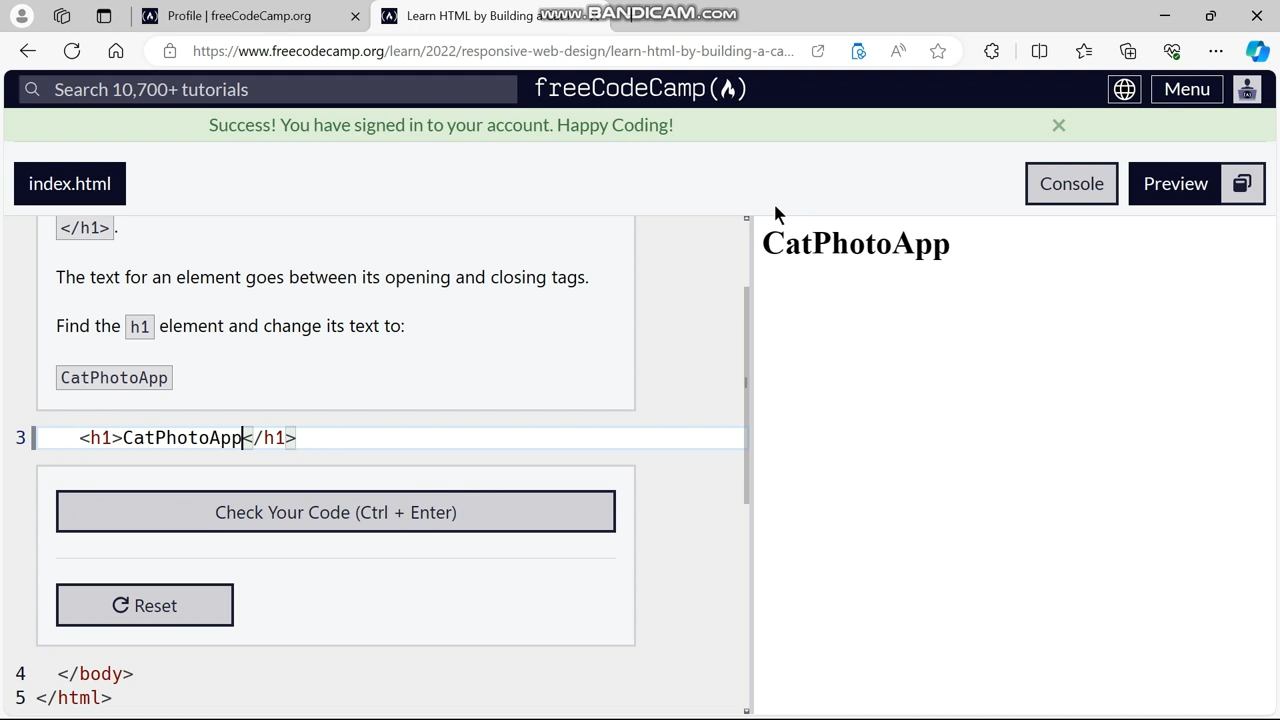 Profile | freeCodeCamp.org
Learn HTML by Building a
www.BANDICAM.com
https://www.freecodecamp.org/learn/2022/responsive-web-design/learn-html-by-building-a-ca...
Search 10,700+ tutorials
freeCodeCamp
Menu
Success! You have signed in to your account. Happy Coding!
index.html
Console
Preview
</h1>.
CatPhotoApp
The text for an element goes between its opening and closing tags.
Find the h1 element and change its text to:
CatPhotoApp
3 <h1>CatPhotoApp</h1>
Check Your Code (Ctrl + Enter)
Reset
4 </body>
5 </html>